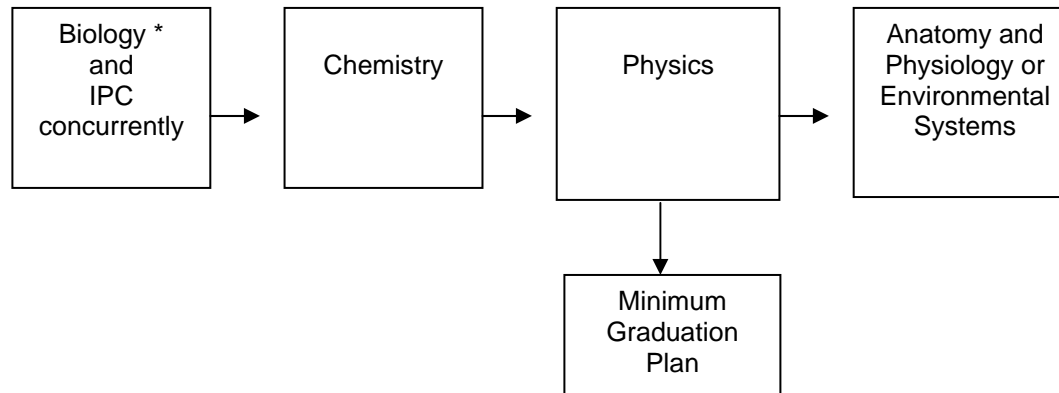 Biology *
and
IPC
concurrently
Chemistry
Physics
Anatomy and
Physiology or
Environmental
Systems
Minimum
Graduation
Plan